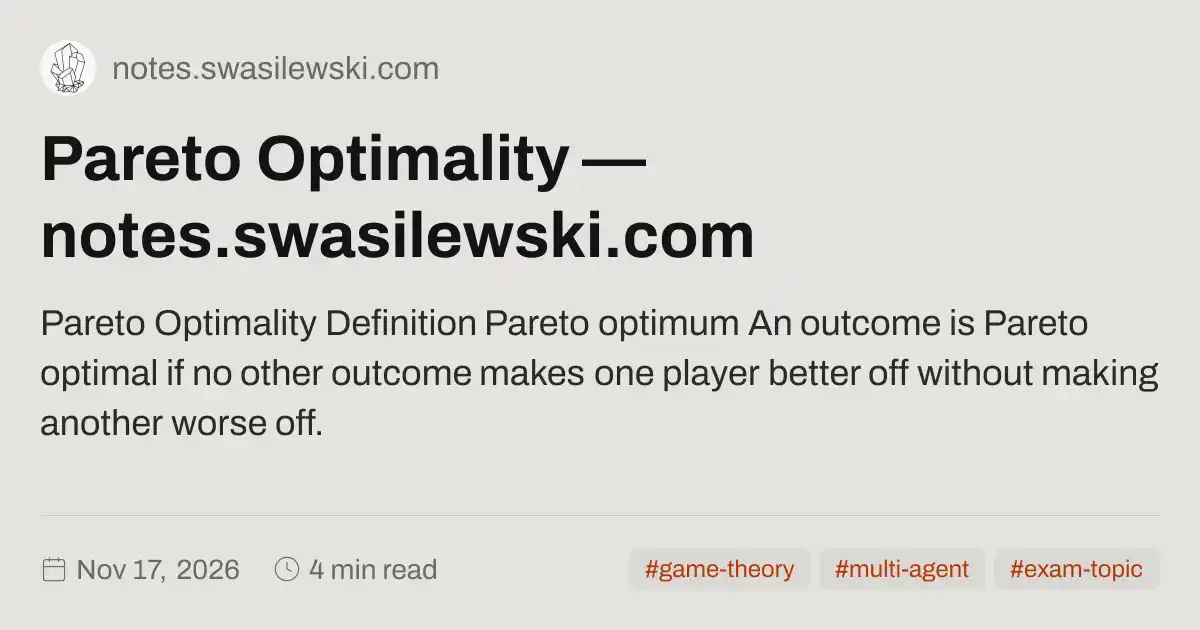 notes.swasilewski.com
Pareto Optimality —
notes.swasilewski.com
Pareto Optimality Definition Pareto optimum An outcome is Pareto
optimal if no other outcome makes one player better off without making
another worse off.
Nov 17, 2026 4 min read #game-theory #multi-agent #exam-topic